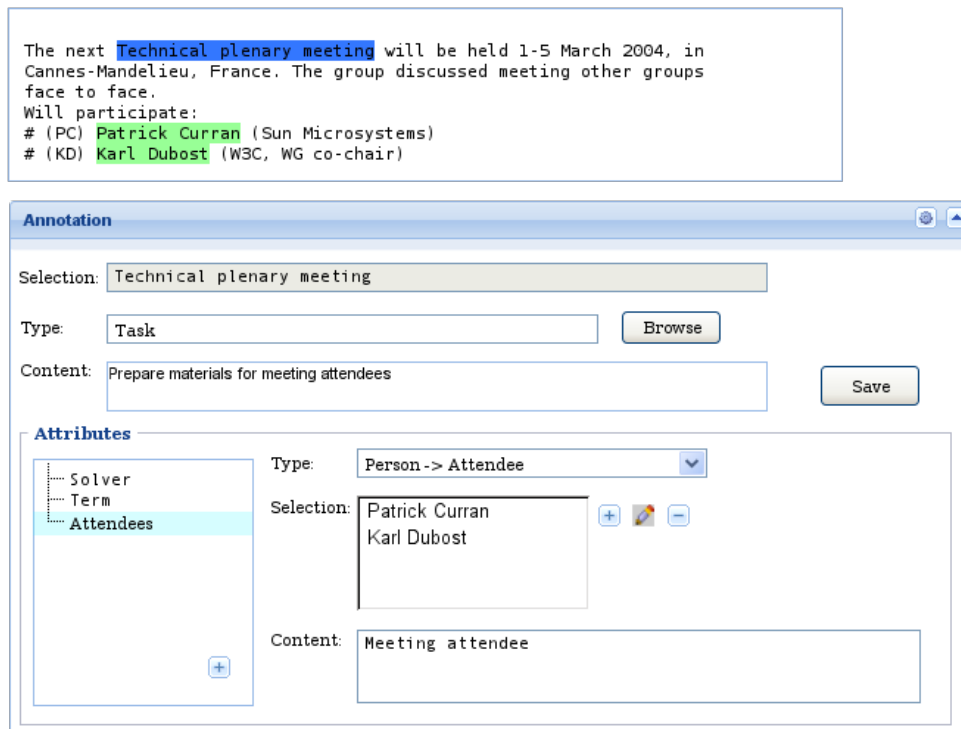 The next Technical plenary meeting will be held 1-5 March 2004, in
Cannes-Mandelieu, France. The group discussed meeting other groups
face to face.
Will participate:
# (PC) Patrick Curran (Sun Microsystems)
# (KD) Karl Dubost (W3C, WG co-chair)
Annotation
Selection: Technical plenary meeting
Type: Task Browse
Content: Prepare materials for meeting attendees
Save
Attributes
Solver
Term
Attendees
Type: Person -> Attendee
Selection: Patrick Curran
Karl Dubost
Content: Meeting attendee